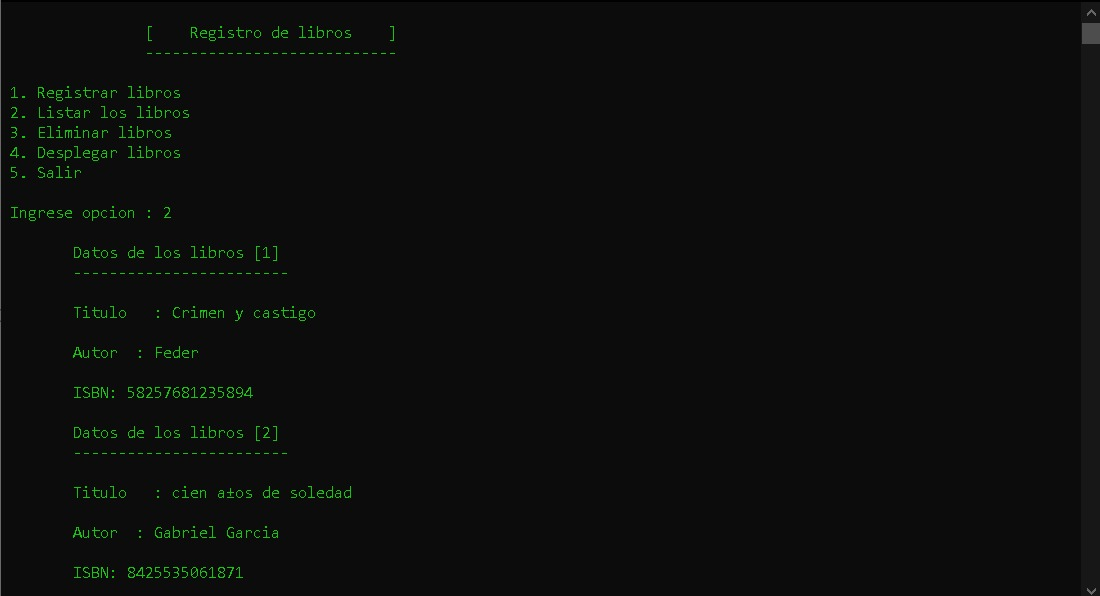 [    Registro de libros    ]
----------------------------
1. Registrar libros
2. Listar los libros
3. Eliminar libros
4. Desplegar libros
5. Salir
Ingrese opcion : 2
Datos de los libros [1]
------------------------
Titulo   : Crimen y castigo
Autor  : Feder
ISBN: 58257681235894
Datos de los libros [2]
------------------------
Titulo   : cien a±os de soledad
Autor  : Gabriel Garcia
ISBN: 8425535061871